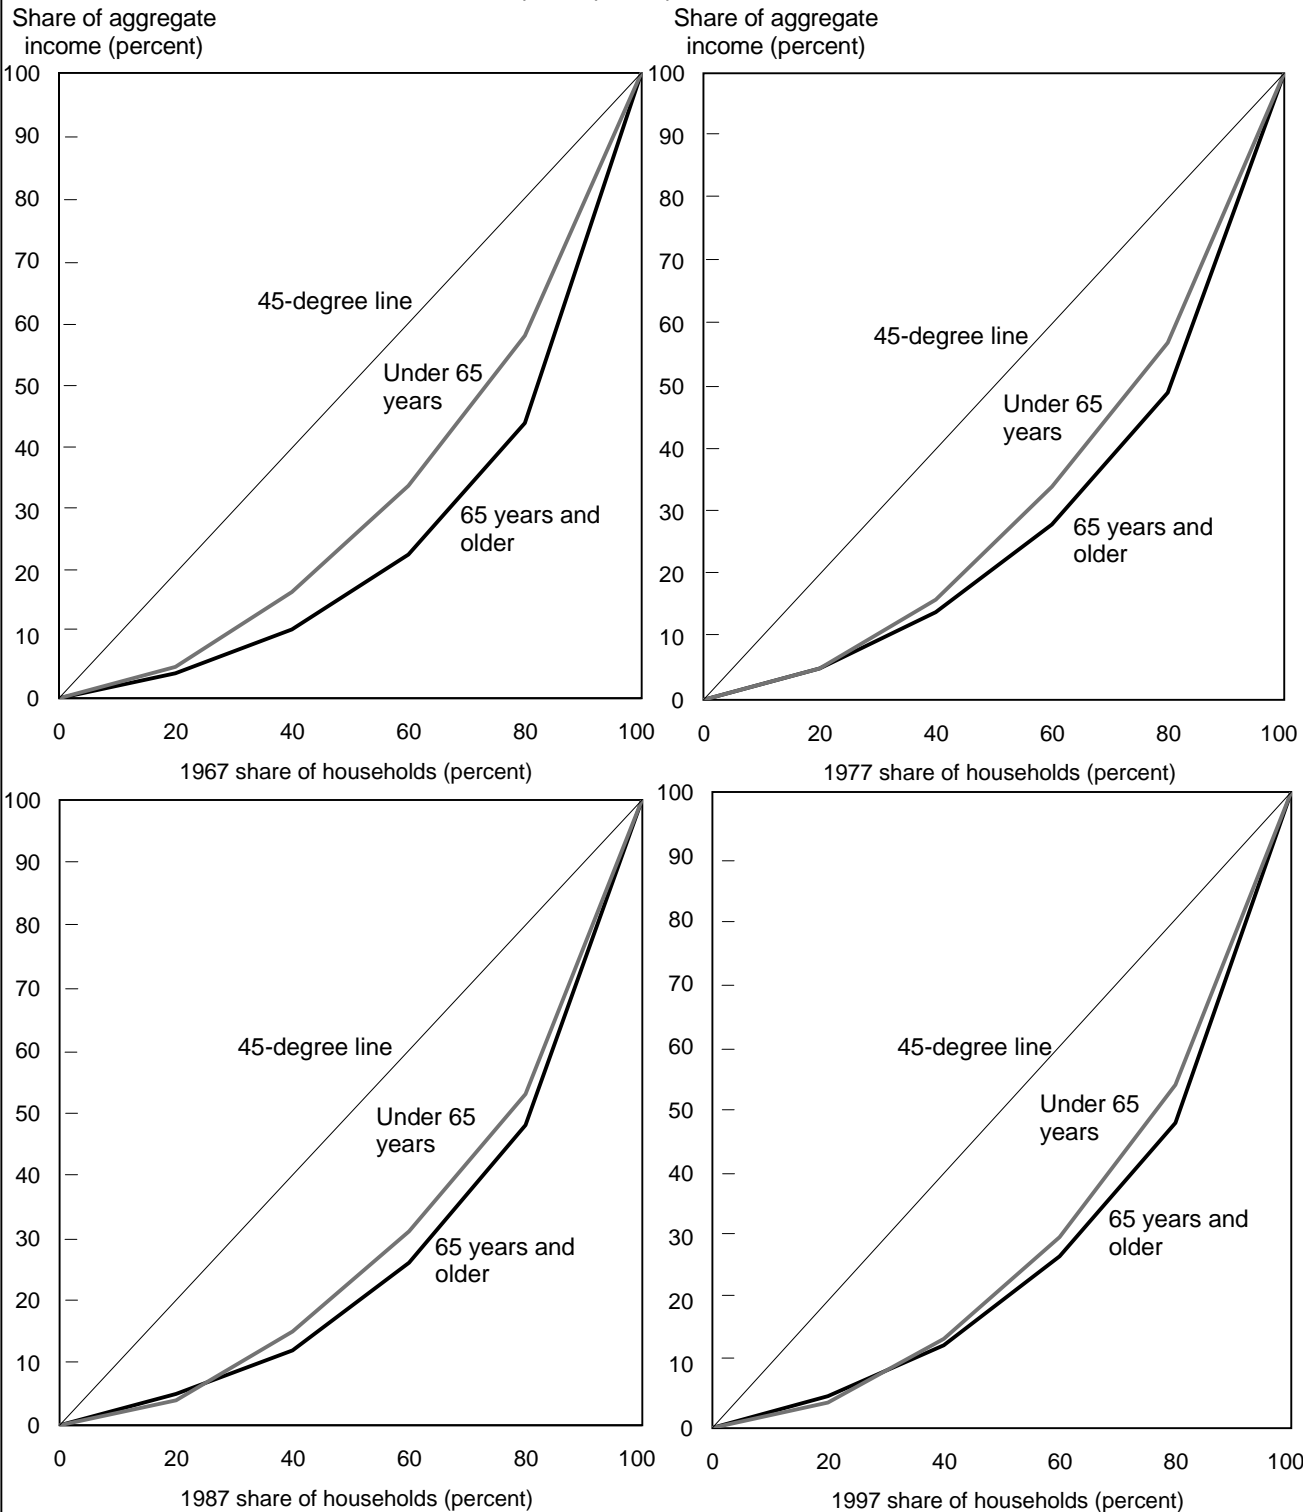 Share of aggregate
income (percent)
100
90
80
70
60
50
40
30
20
10
0
45-degree line
Under 65
years
65 years and
older
0 20 40 60 80 100
1967 share of households (percent)
Share of aggregate
income (percent)
100
90
80
70
60
50
40
30
20
10
0
45-degree line
Under 65
years
65 years and
older
0 20 40 60 80 100
1977 share of households (percent)
100
90
80
70
60
50
40
30
20
10
0
45-degree line
Under 65
years
65 years and
older
0 20 40 60 80 100
1987 share of households (percent)
100
90
80
70
60
50
40
30
20
10
0
45-degree line
Under 65
years
65 years and
older
0 20 40 60 80 100
1997 share of households (percent)